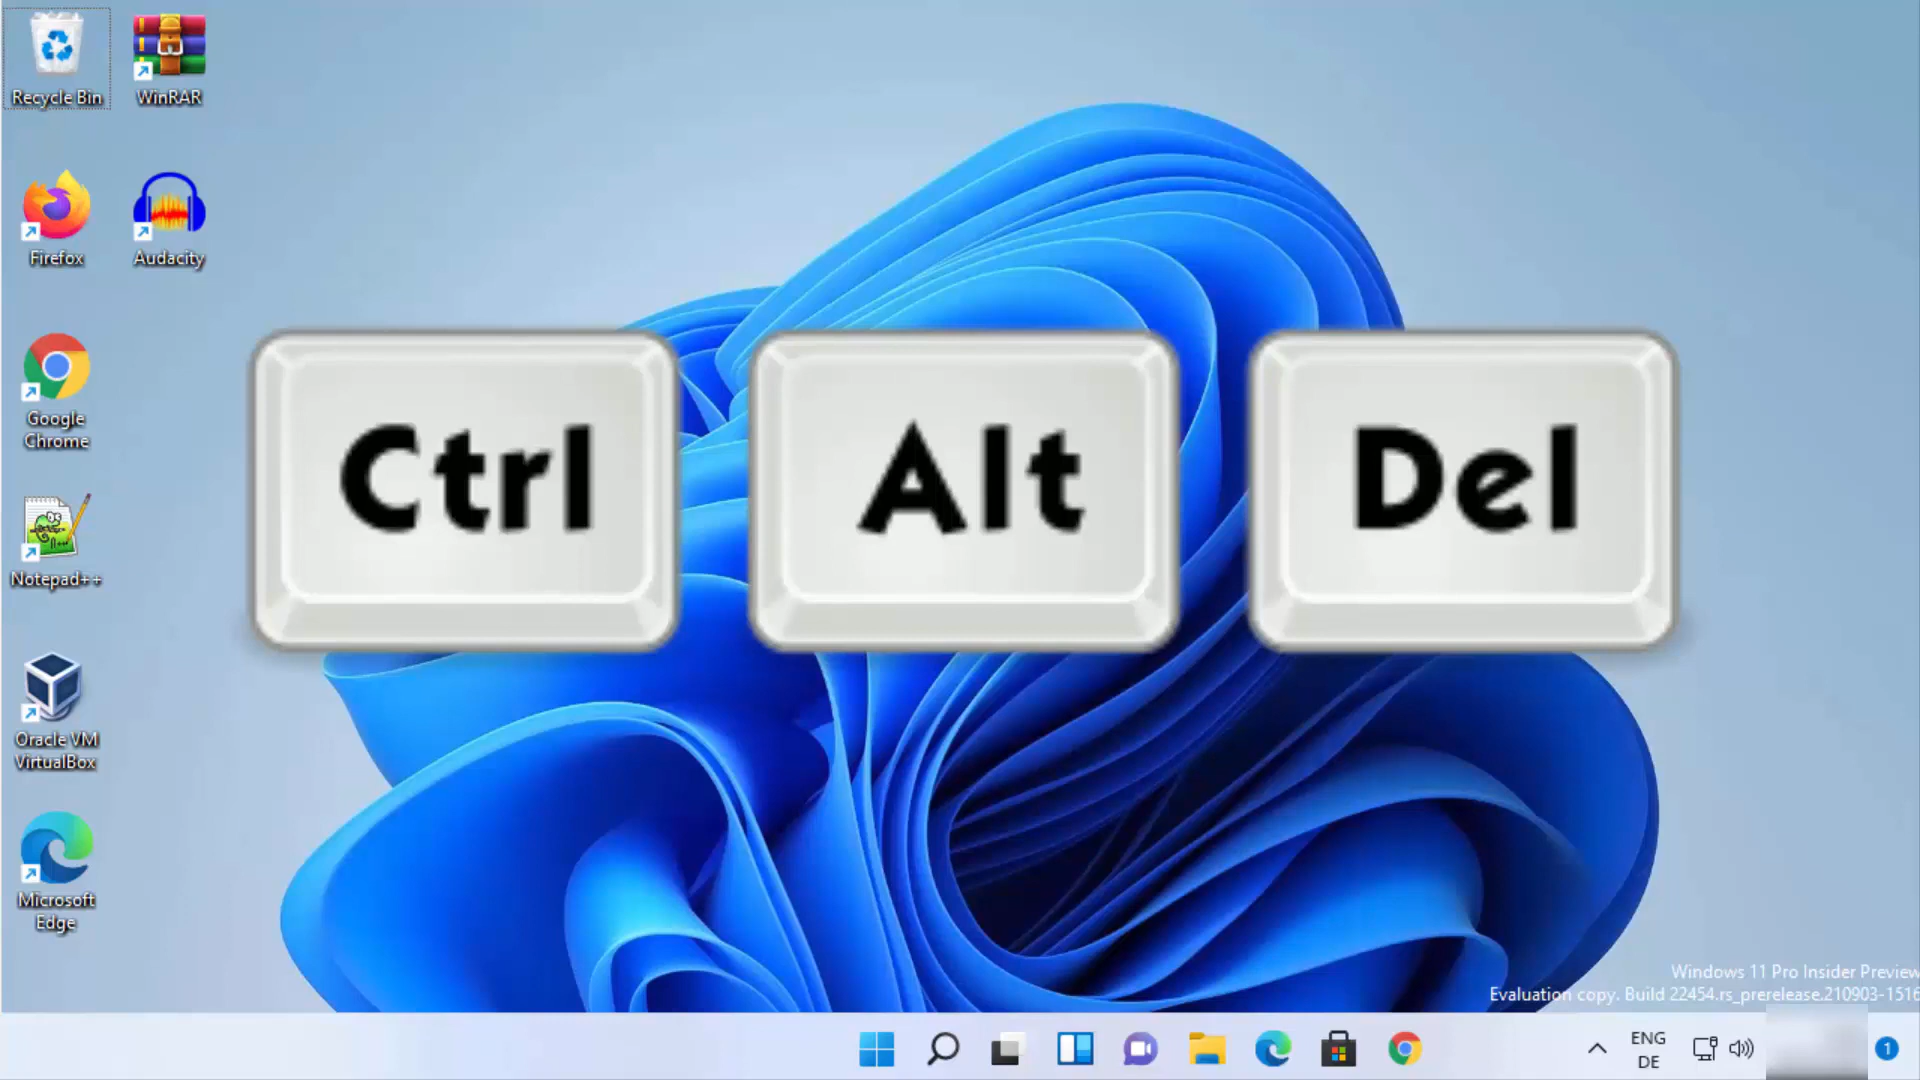 Recycle Bin
WinRAR
Firefox
Audacity
Google
Chrome
Notepad++
Oracle VM
VirtualBox
Microsoft
Edge
Ctrl
Alt
Del
Windows 11 Pro Insider Preview
Evaluation copy. Build 22454.rs_prerelease.210903-1516
ENG
DE
1